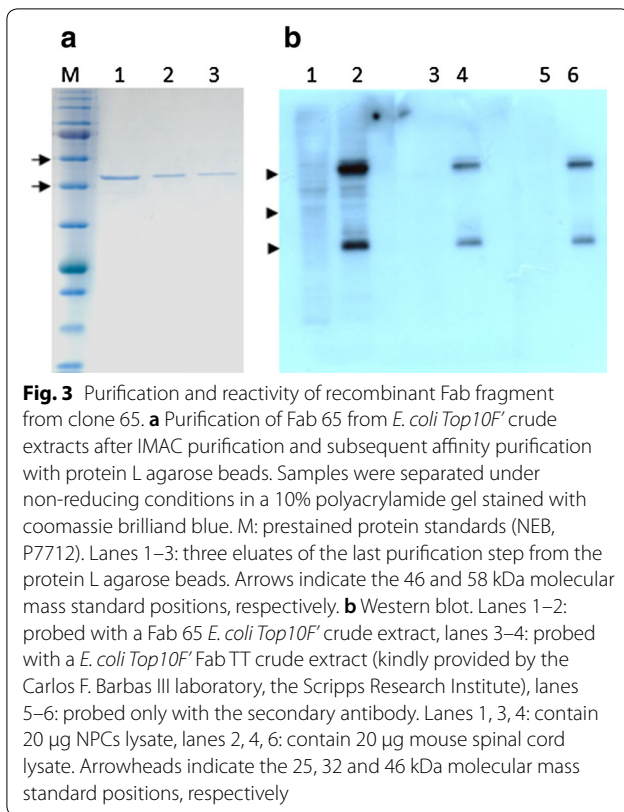 a
M 1 2 3
b
1 2 3 4 5 6
Fig. 3 Purification and reactivity of recombinant Fab fragment
from clone 65. a Purification of Fab 65 from E. coli Top10F’ crude
extracts after IMAC purification and subsequent affinity purification
with protein L agarose beads. Samples were separated under
non-reducing conditions in a 10% polyacrylamide gel stained with
coomassie brilliand blue. M: prestained protein standards (NEB,
P7712). Lanes 1–3: three eluates of the last purification step from the
protein L agarose beads. Arrows indicate the 46 and 58 kDa molecular
mass standard positions, respectively. b Western blot. Lanes 1–2:
probed with a Fab 65 E. coli Top10F’ crude extract, lanes 3–4: probed
with a E. coli Top10F’ Fab TT crude extract (kindly provided by the
Carlos F. Barbas III laboratory, the Scripps Research Institute), lanes
5–6: probed only with the secondary antibody. Lanes 1, 3, 4: contain
20 µg NPCs lysate, lanes 2, 4, 6: contain 20 µg mouse spinal cord
lysate. Arrowheads indicate the 25, 32 and 46 kDa molecular mass
standard positions, respectively